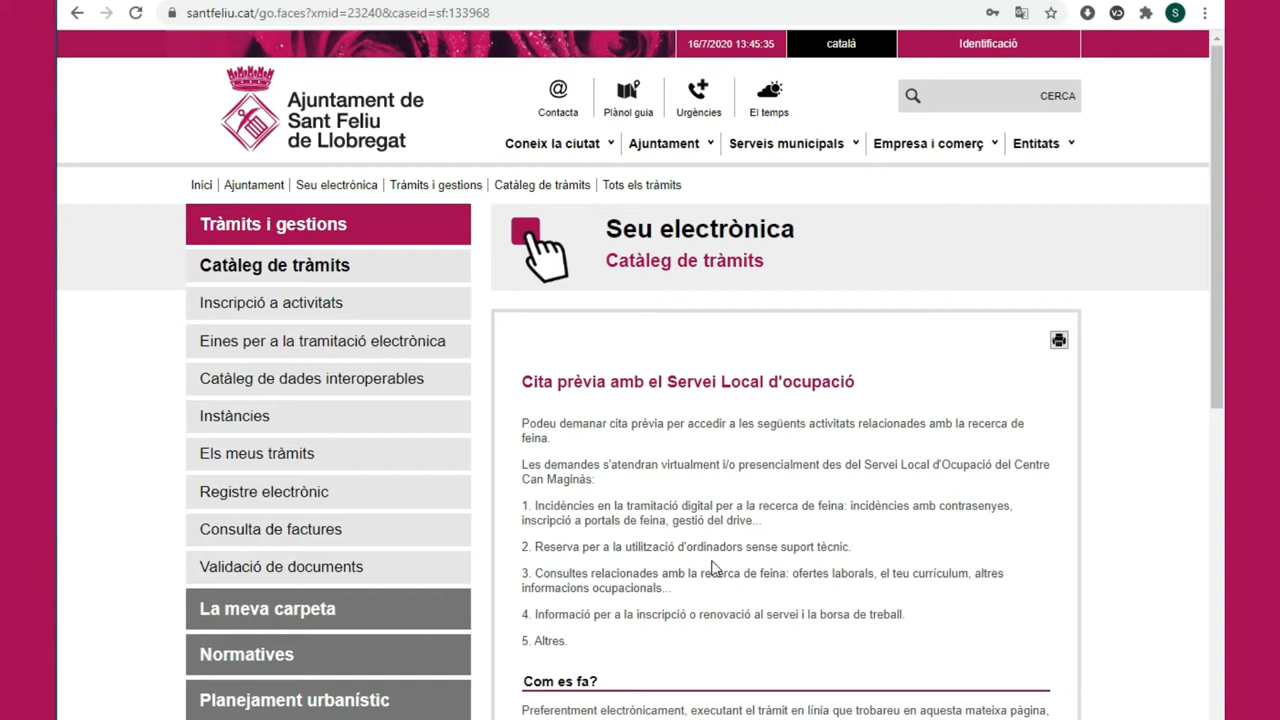 santfeliu.cat/go.faces?xmid=23240&caseid=sf:133968
S
16/7/2020 13:45:35
català
Identificació
Ajuntament de
Sant Feliu
de Llobregat
Contacta
Plànol guia
Urgències
El temps
CERCA
Coneix la ciutat
Ajuntament
Serveis municipals
Empresa i comerç
Entitats
Inici | Ajuntament | Seu electrònica | Tràmits i gestions | Catàleg de tràmits | Tots els tràmits
Tràmits i gestions
Catàleg de tràmits
Inscripció a activitats
Eines per a la tramitació electrònica
Catàleg de dades interoperables
Instàncies
Els meus tràmits
Registre electrònic
Consulta de factures
Validació de documents
La meva carpeta
Normatives
Planejament urbanístic
Seu electrònica
Catàleg de tràmits
Cita prèvia amb el Servei Local d'ocupació
Podeu demanar cita prèvia per accedir a les següents activitats relacionades amb la recerca de
feina.
Les demandes s'atendran virtualment i/o presencialment des del Servei Local d'Ocupació del Centre
Can Maginàs:
1. Incidències en la tramitació digital per a la recerca de feina: incidències amb contrasenyes,
inscripció a portals de feina, gestió del drive...
2. Reserva per a la utilització d'ordinadors sense suport tècnic.
3. Consultes relacionades amb la recerca de feina: ofertes laborals, el teu currículum, altres
informacions ocupacionals...
4. Informació per a la inscripció o renovació al servei i la borsa de treball.
5. Altres.
Com es fa?
Preferentment electrònicament, executant el tràmit en línia que trobareu en aquesta mateixa pàgina,